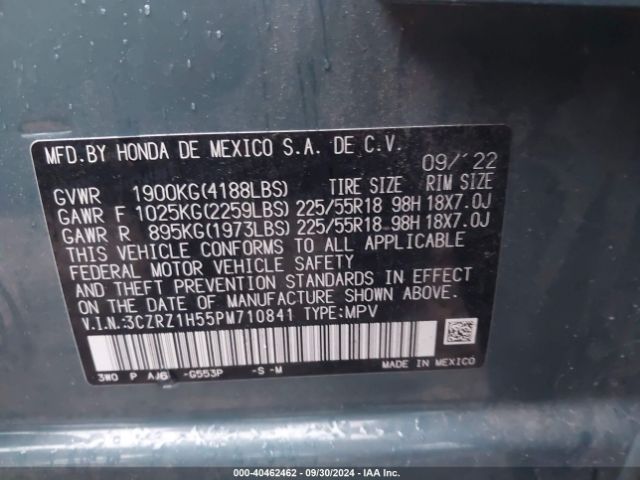 MFD.BY HONDA DE MEXICO S.A. DE C.V. 09/'22
GVWR 1900KG(4188LBS) TIRE SIZE RIM SIZE
GAWR F 1025KG(2259LBS) 225/55R18 98H 18X7.0J
GAWR R 895KG(1973LBS) 225/55R18 98H 18X7.0J
THIS VEHICLE CONFORMS TO ALL APPLICABLE
FEDERAL MOTOR VEHICLE SAFETY
AND THEFT PREVENTION STANDARDS IN EFFECT
ON THE DATE OF MANUFACTURE SHOWN ABOVE.
V.I.N.:3CZRZ1H55PM710841 TYPE:MPV
3W0 P AJ6 -G553P -S -M MADE IN MEXICO
000-40462462 - 09/30/2024 - IAA Inc.